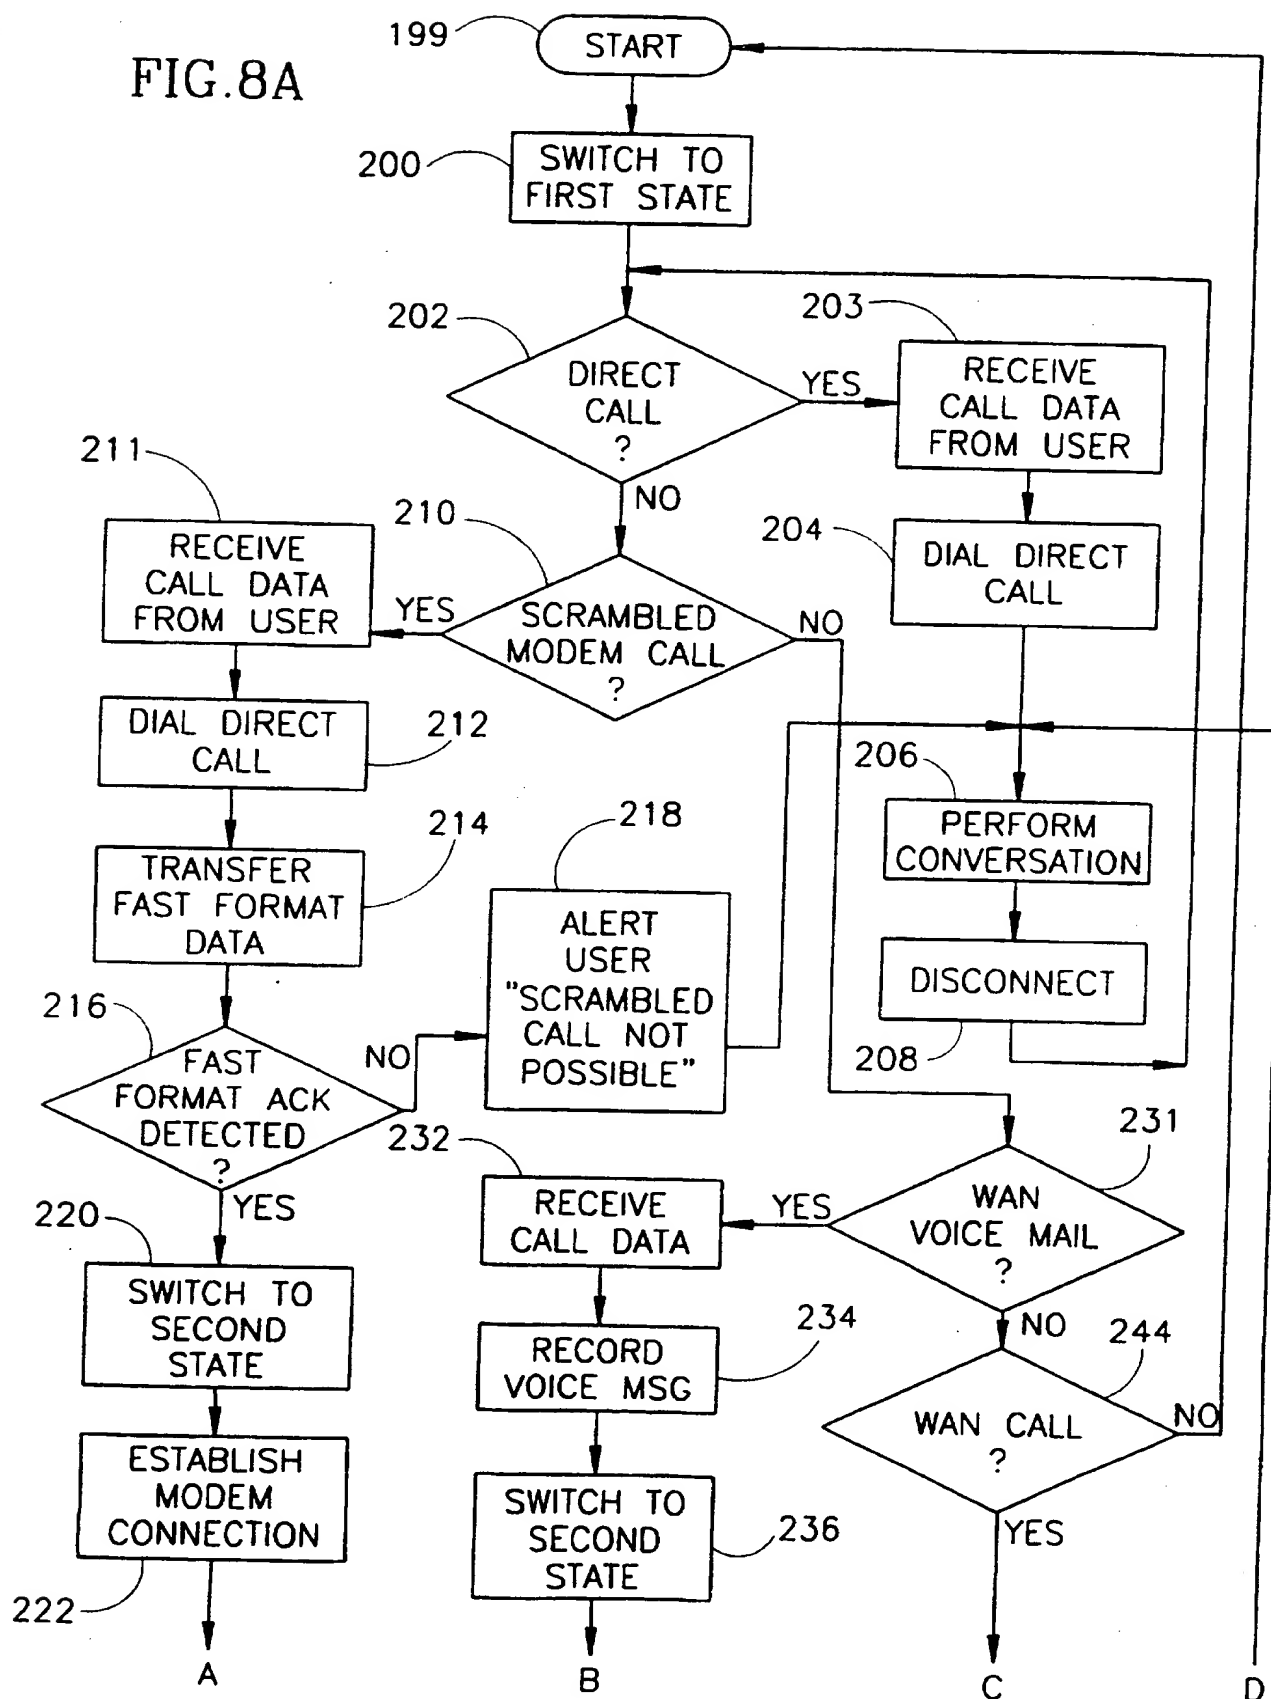 FIG.8A
199
START
200
SWITCH TO
FIRST STATE
202
DIRECT
CALL
?
YES
NO
203
RECEIVE
CALL DATA
FROM USER
204
DIAL DIRECT
CALL
210
SCRAMBLED
MODEM CALL
?
YES
NO
211
RECEIVE
CALL DATA
FROM USER
DIAL DIRECT
CALL
212
TRANSFER
FAST FORMAT
DATA
214
216
FAST
FORMAT ACK
DETECTED
?
NO
YES
218
ALERT
USER
"SCRAMBLED
CALL NOT
POSSIBLE"
206
PERFORM
CONVERSATION
DISCONNECT
208
220
SWITCH TO
SECOND
STATE
ESTABLISH
MODEM
CONNECTION
222
A
231
WAN
VOICE MAIL
?
YES
NO
232
RECEIVE
CALL DATA
RECORD
VOICE MSG
234
SWITCH TO
SECOND
STATE
236
B
244
WAN CALL
?
NO
YES
C
D